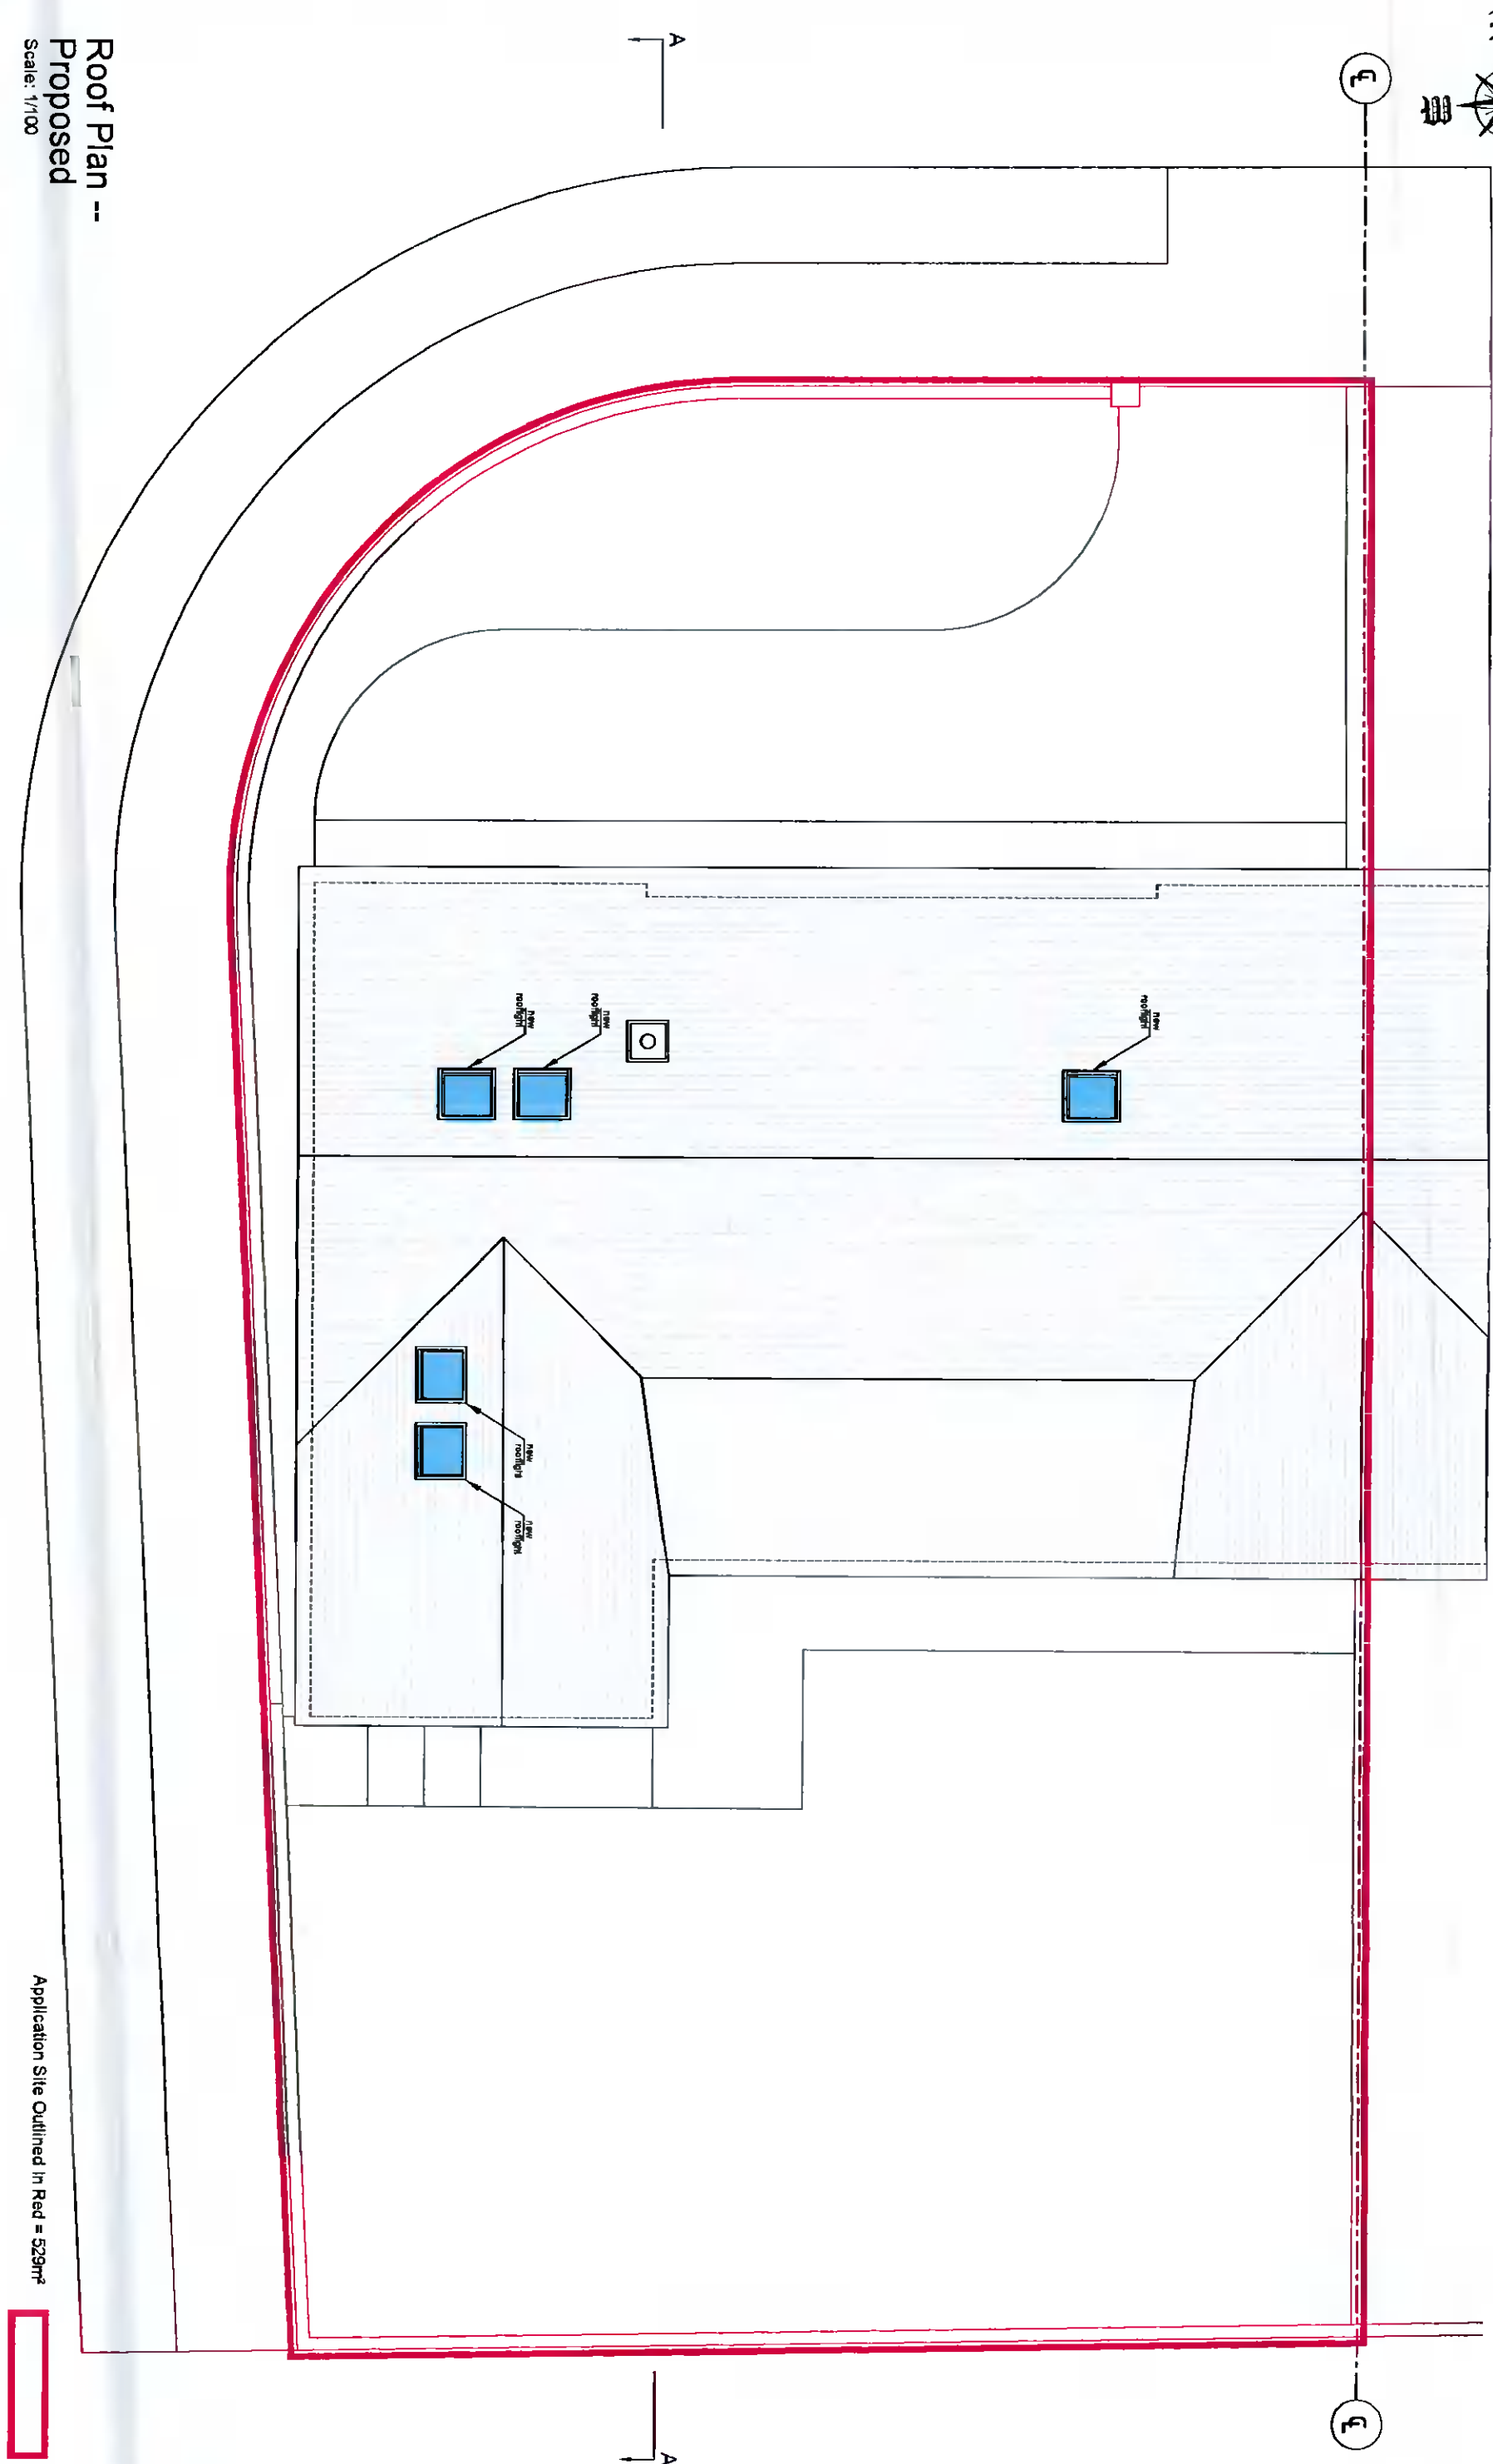 A
new
rooflight
new
rooflight
new
rooflight
new
rooflight
new
rooflight
A
Roof Plan --
Proposed
Scale: 1/100
Application Site Outlined in Red = 529m²